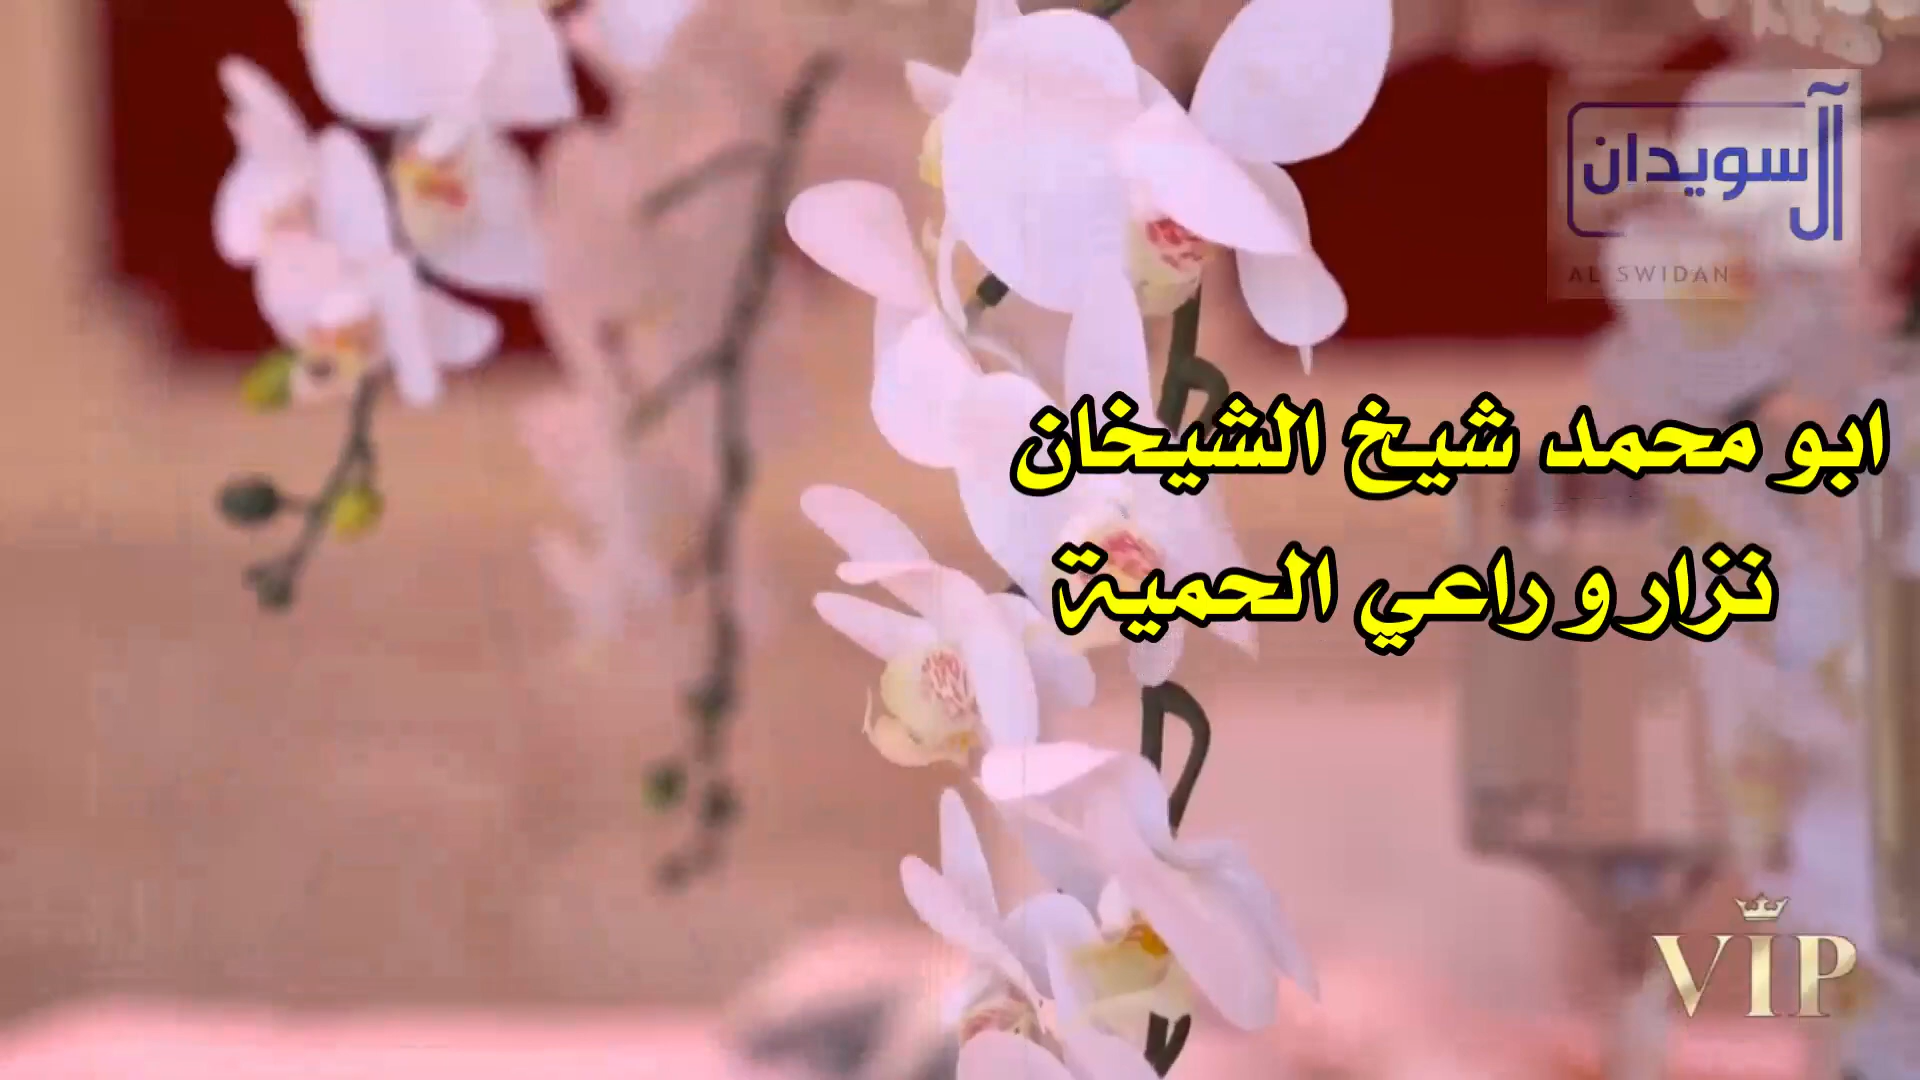 آل سويدان
AL SWIDAN
ابو محمد شيخ الشيخان
نزار و راعي الحمية
VIP